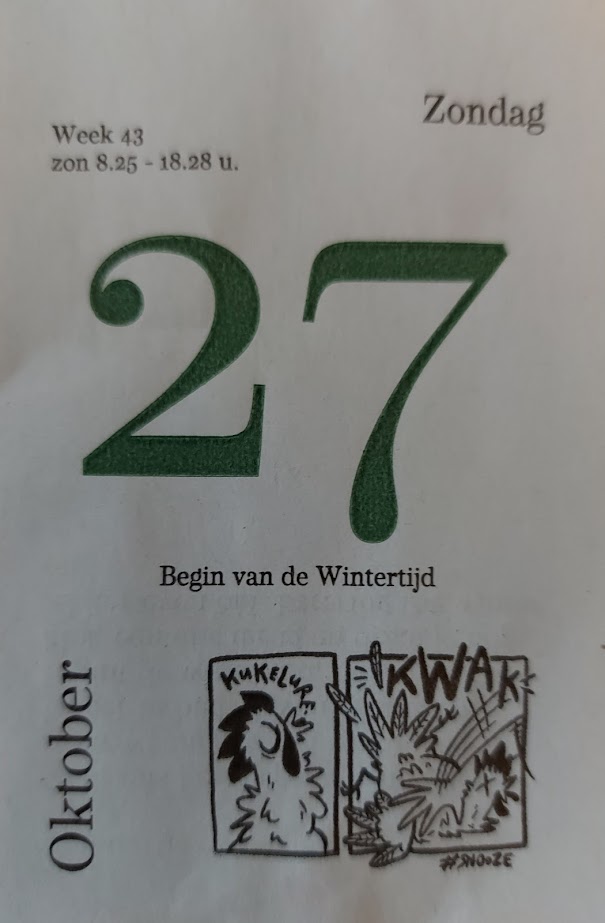 Zondag
Week 43
zon 8.25 - 18.28 u.
27
Begin van de Wintertijd
Oktober
KUKELURE-
KWAK
#SNOOZE